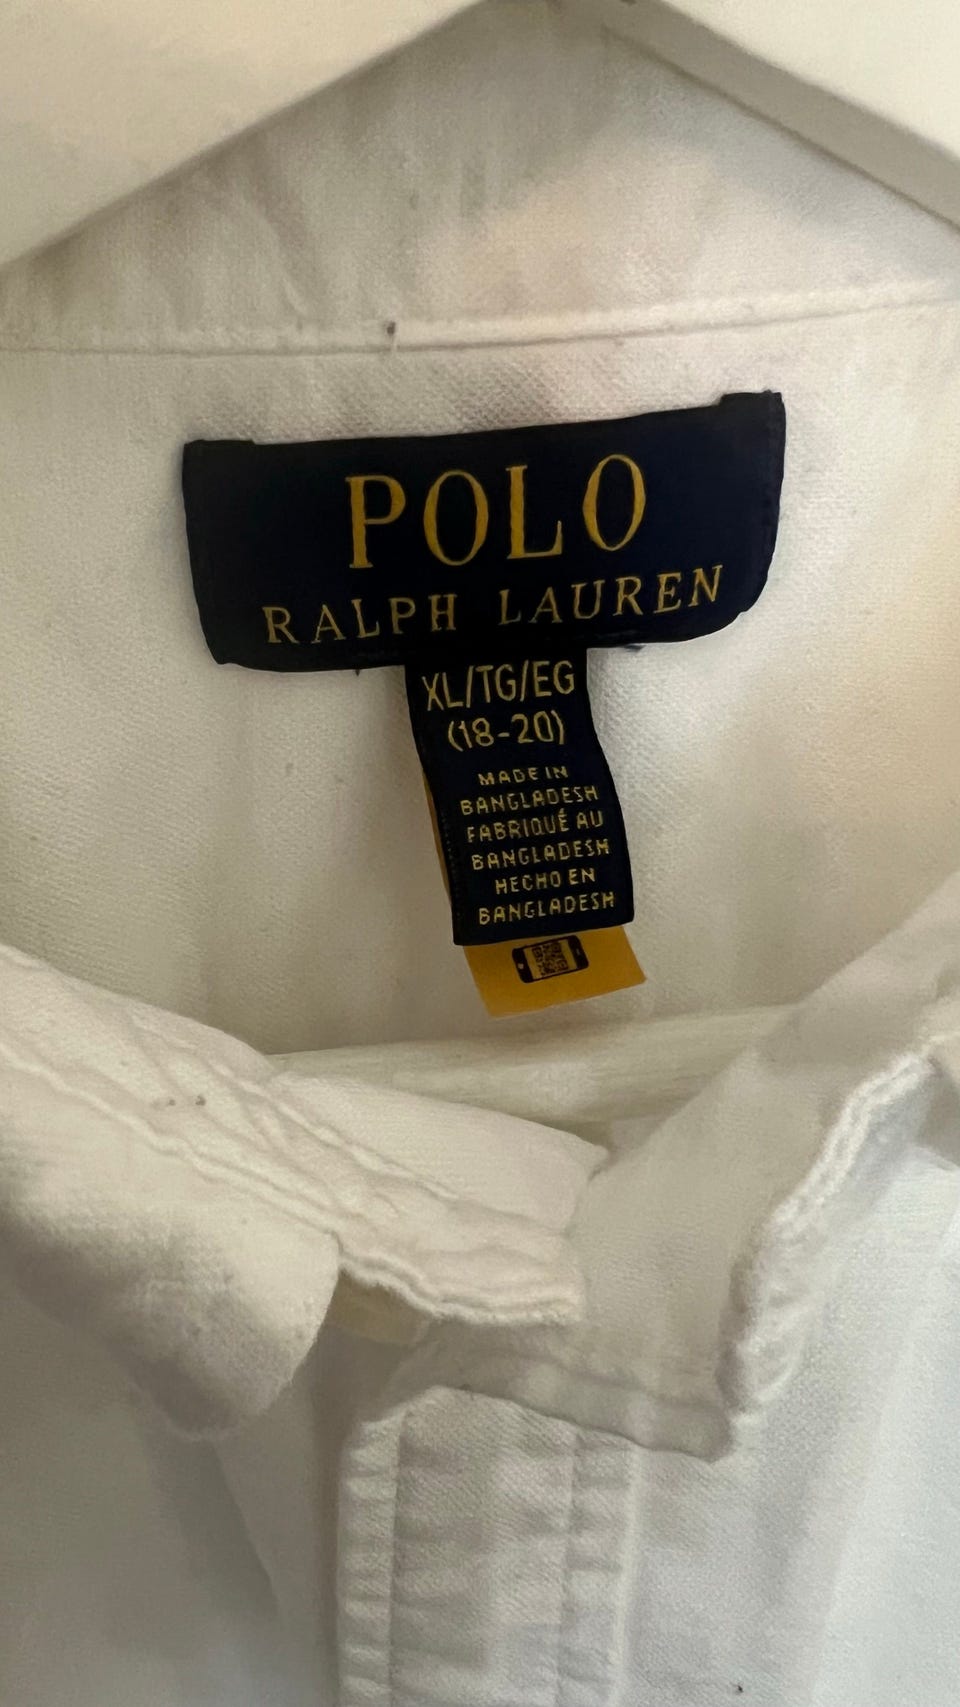 POLO
RALPH LAUREN
XL/TG/EG
(18-20)
MADE IN
BANGLADESH
FABRIQUÉ AU
BANGLADESH
HECHO EN
BANGLADESH